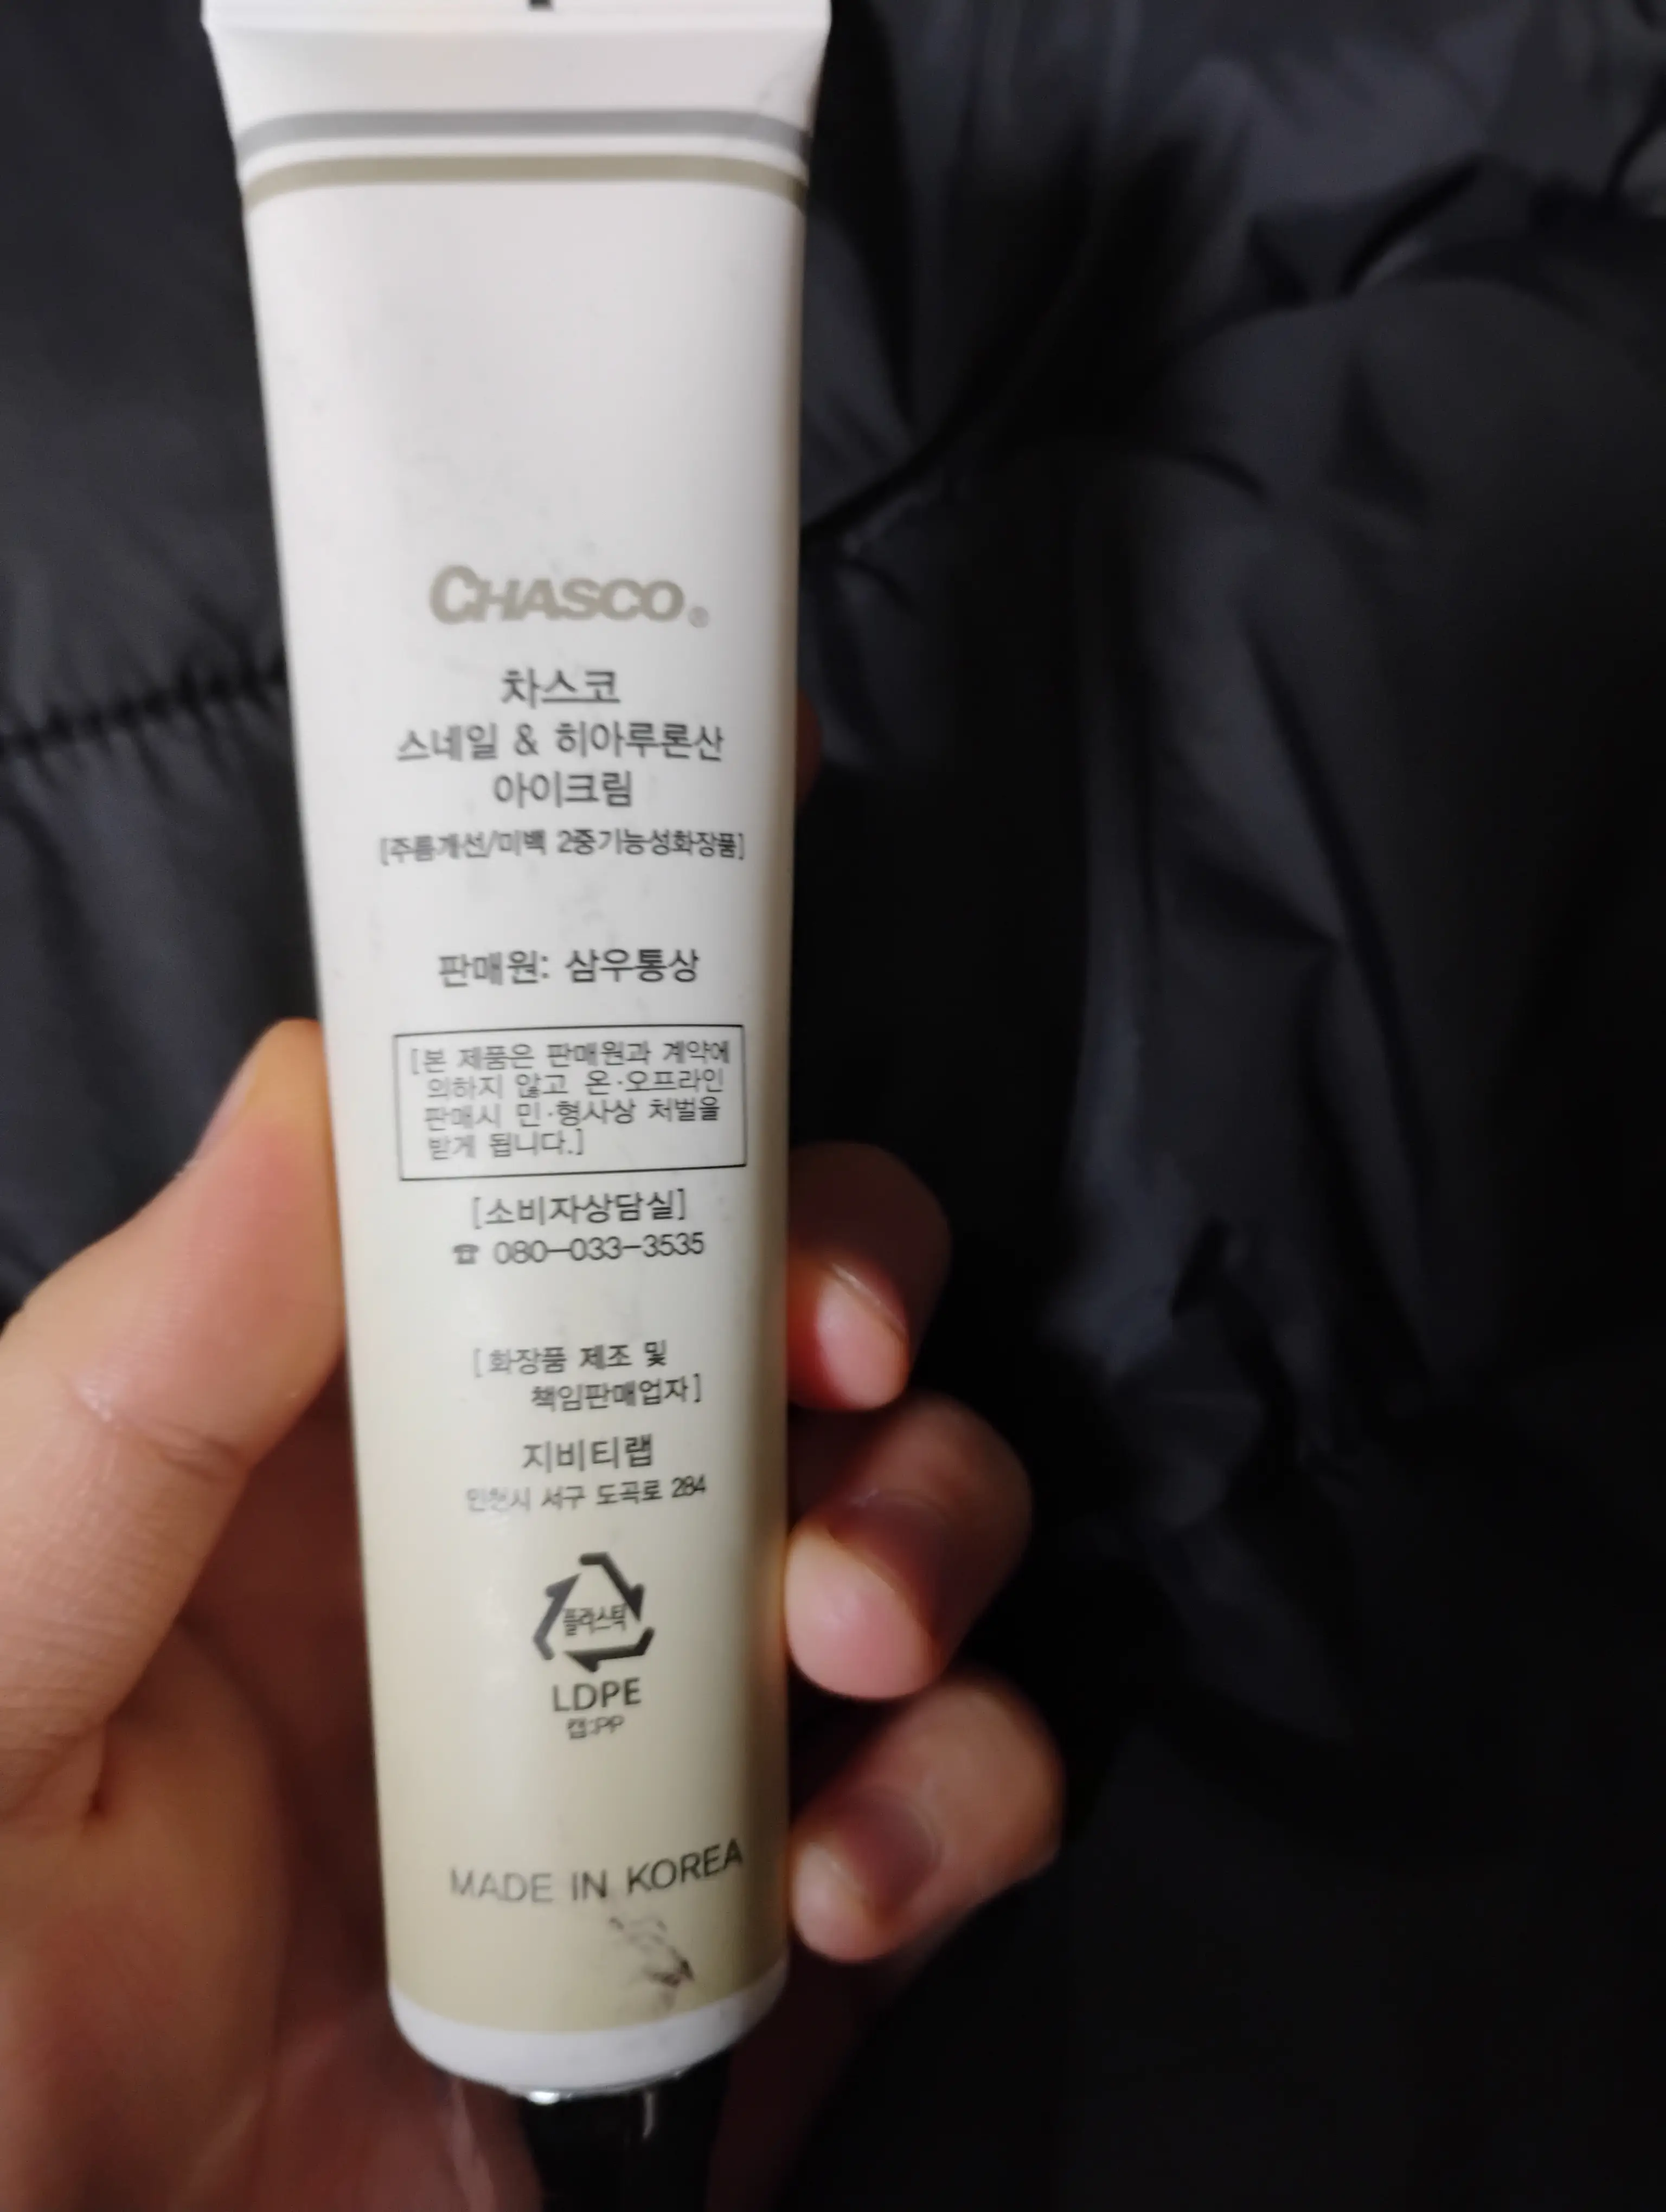 CHASCO®
차스코
스네일 & 히아루론산
아이크림
[주름개선/미백 2중기능성화장품]
판매원: 삼우통상
[본 제품은 판매원과 계약에
의하지 않고 온·오프라인
판매시 민·형사상 처벌을
받게 됩니다.]
[소비자상담실]
☎ 080-033-3535
[화장품 제조 및
책임판매업자]
지비티랩
인천시 서구 도곡로 284
플라스틱
LDPE
캡:PP
MADE IN KOREA